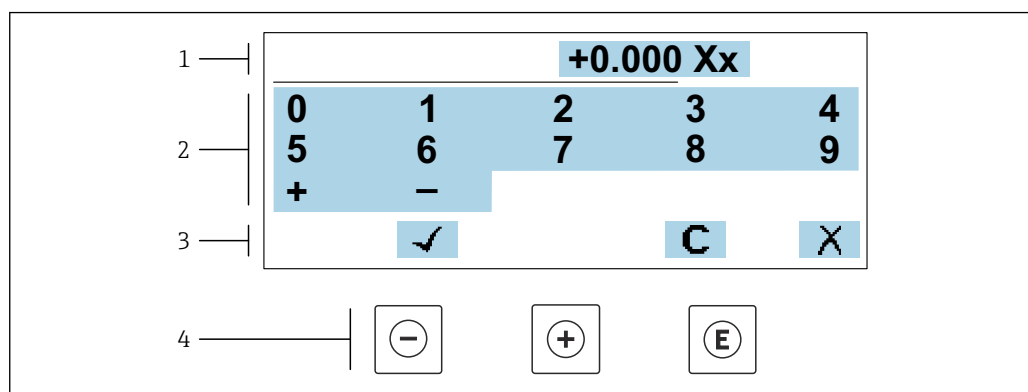 1 +0.000 Xx
0 1 2 3 4
2 5 6 7 8 9
+ −
3 ✓ C X
4 − + E